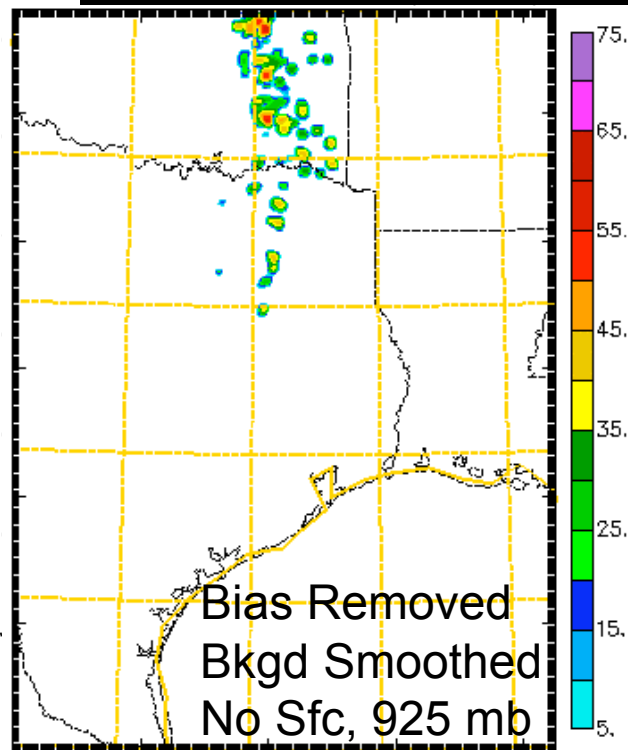 75.
65.
55.
45.
35.
25.
15.
5.
Bias Removed
Bkgd Smoothed
No Sfc, 925 mb